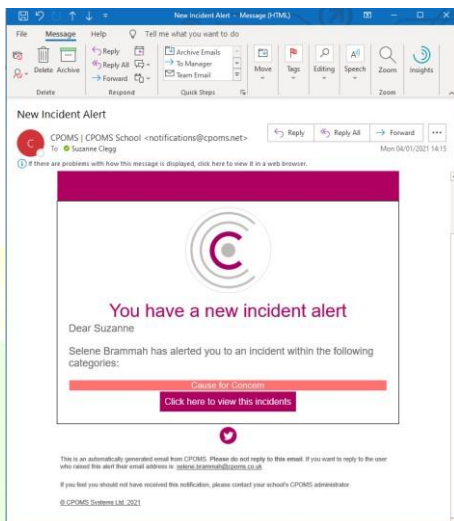 New Incident Alert - Message (HTML)
File Message Help Tell me what you want to do
Delete Archive
Reply
Reply All
Forward
Archive Emails
To Manager
Team Email
Move
Tags
Editing
Speech
Zoom
Insights
Delete Respond Quick Steps Zoom
New Incident Alert
C
CPOMS | CPOMS School <notifications@cpoms.net>
To Suzanne Clegg
Reply Reply All Forward
Mon 04/01/2021 14:15
If there are problems with how this message is displayed, click here to view it in a web browser.
You have a new incident alert
Dear Suzanne
Selene Brammah has alerted you to an incident within the following
categories:
Cause for Concern
Click here to view this incidents
This is an automatically generated email from CPOMS. Please do not reply to this email. If you want to reply to the user
who raised this alert their email address is: selene.brammah@cpoms.co.uk
If you feel you should not have received this notification, please contact your school's CPOMS administrator.
© CPOMS Systems Ltd. 2021